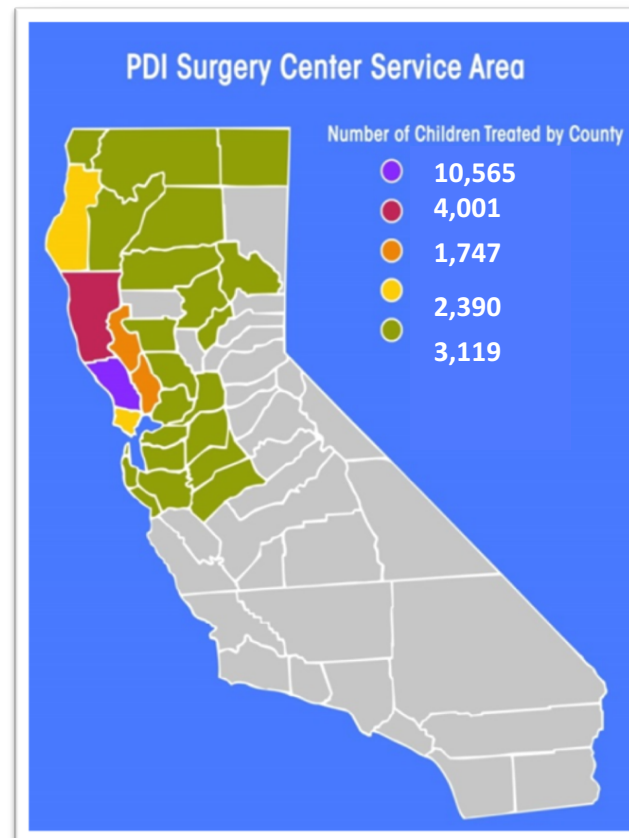 PDI Surgery Center Service Area
Number of Children Treated by County
10,565
4,001
1,747
2,390
3,119